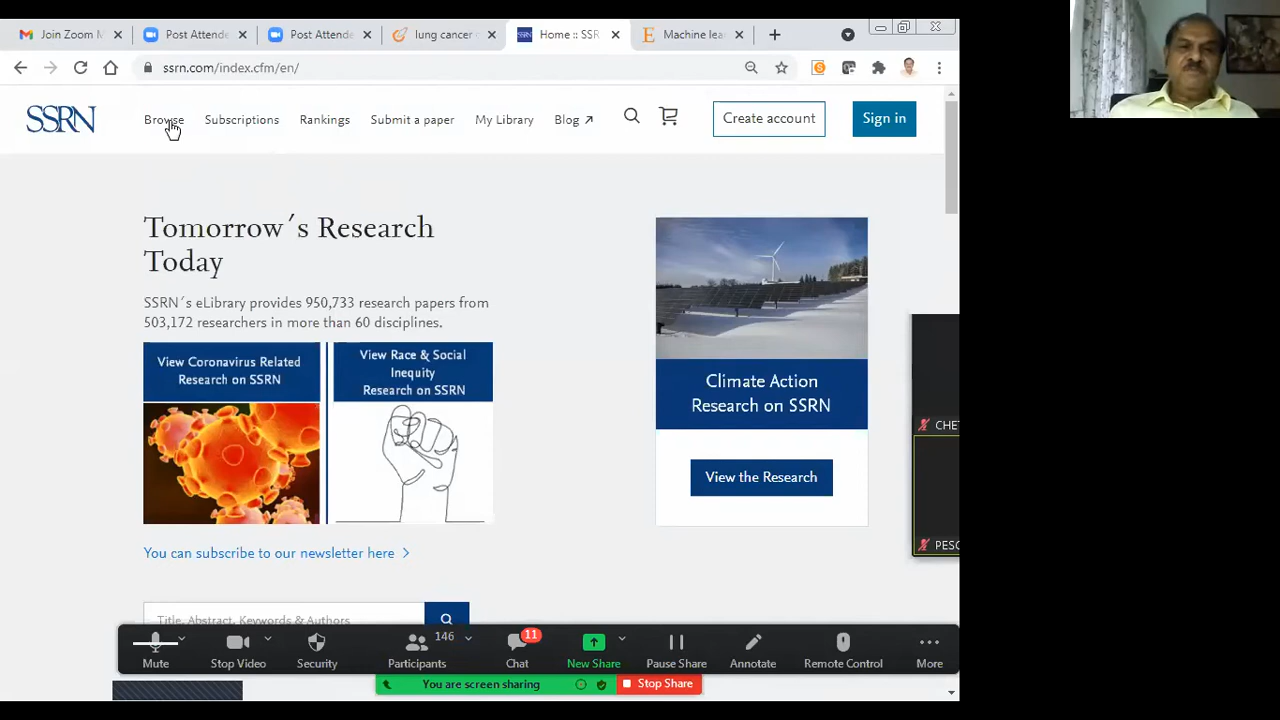 Join Zoom M
Post Attende
Post Attende
lung cancer
Home :: SSR
Machine lea
ssrn.com/index.cfm/en/
SSRN
Browse
Subscriptions
Rankings
Submit a paper
My Library
Blog
Create account
Sign in
Tomorrow´s Research
Today
SSRN´s eLibrary provides 950,733 research papers from
503,172 researchers in more than 60 disciplines.
View Coronavirus Related
Research on SSRN
View Race & Social
Inequity
Research on SSRN
Climate Action
Research on SSRN
View the Research
You can subscribe to our newsletter here
Title, Abstract, Keywords & Authors
CHE
PESC
Mute
Stop Video
Security
146
Participants
11
Chat
New Share
Pause Share
Annotate
Remote Control
More
You are screen sharing
Stop Share